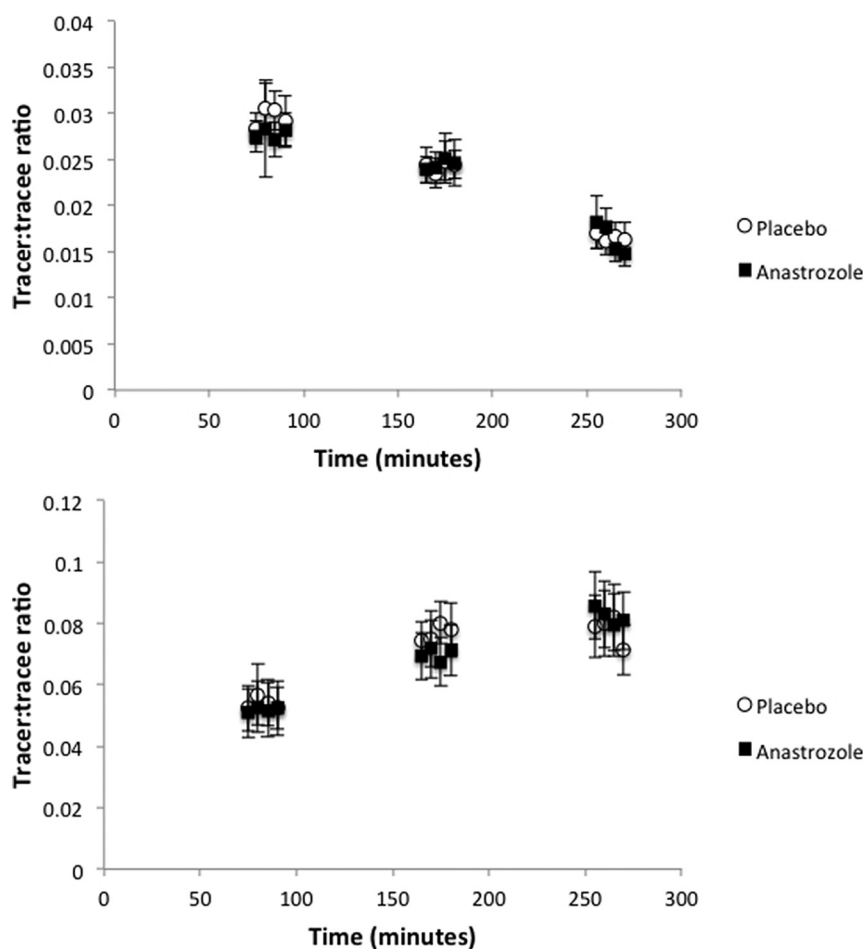 0.04
0.035
0.03
0.025
0.02
0.015
0.01
0.005
0
Tracer:tracee ratio
0 50 100 150 200 250 300
Time (minutes)
Placebo
Anastrozole
0.12
0.1
0.08
0.06
0.04
0.02
0
Tracer:tracee ratio
0 50 100 150 200 250 300
Time (minutes)
Placebo
Anastrozole